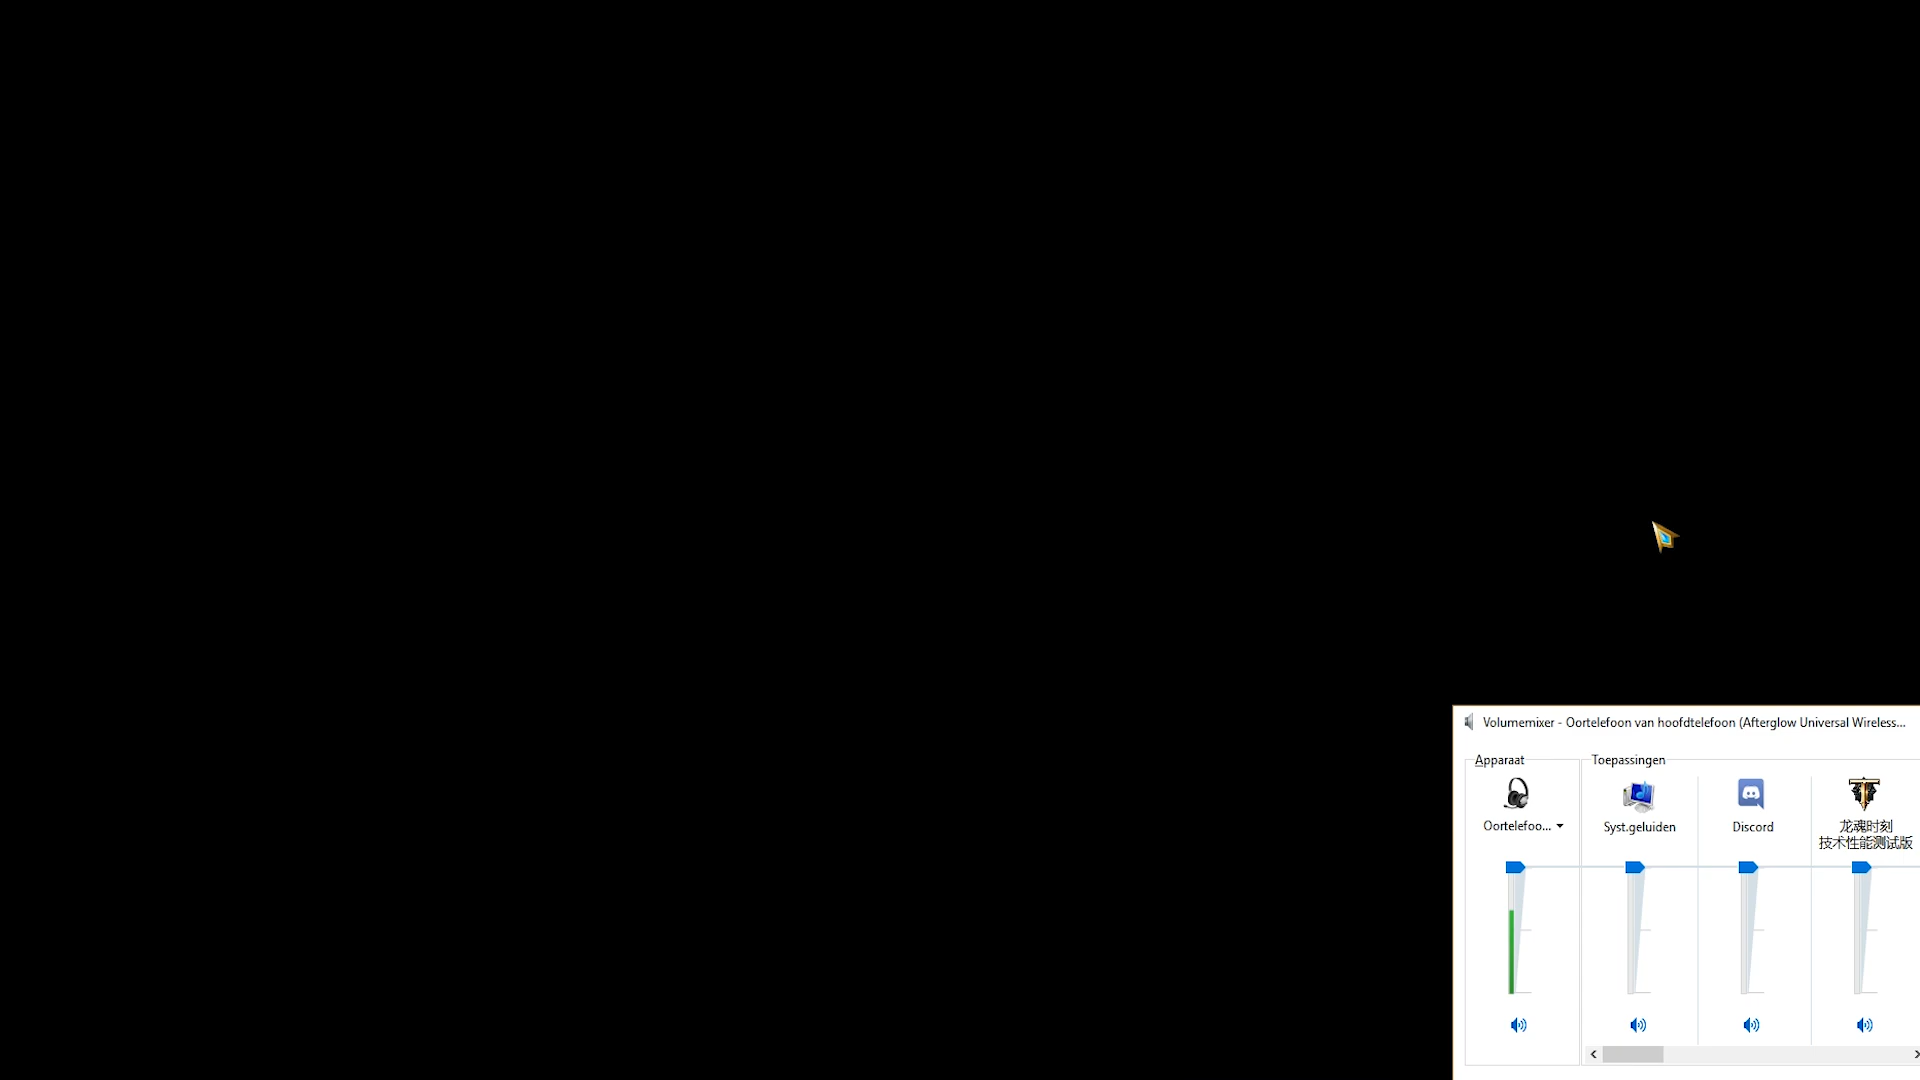 Volumemixer - Oortelefoon van hoofdtelefoon (Afterglow Universal Wireless...
Apparaat
Toepassingen
Oortelefoo...
Syst.geluiden
Discord
龙魂时刻
技术性能测试版